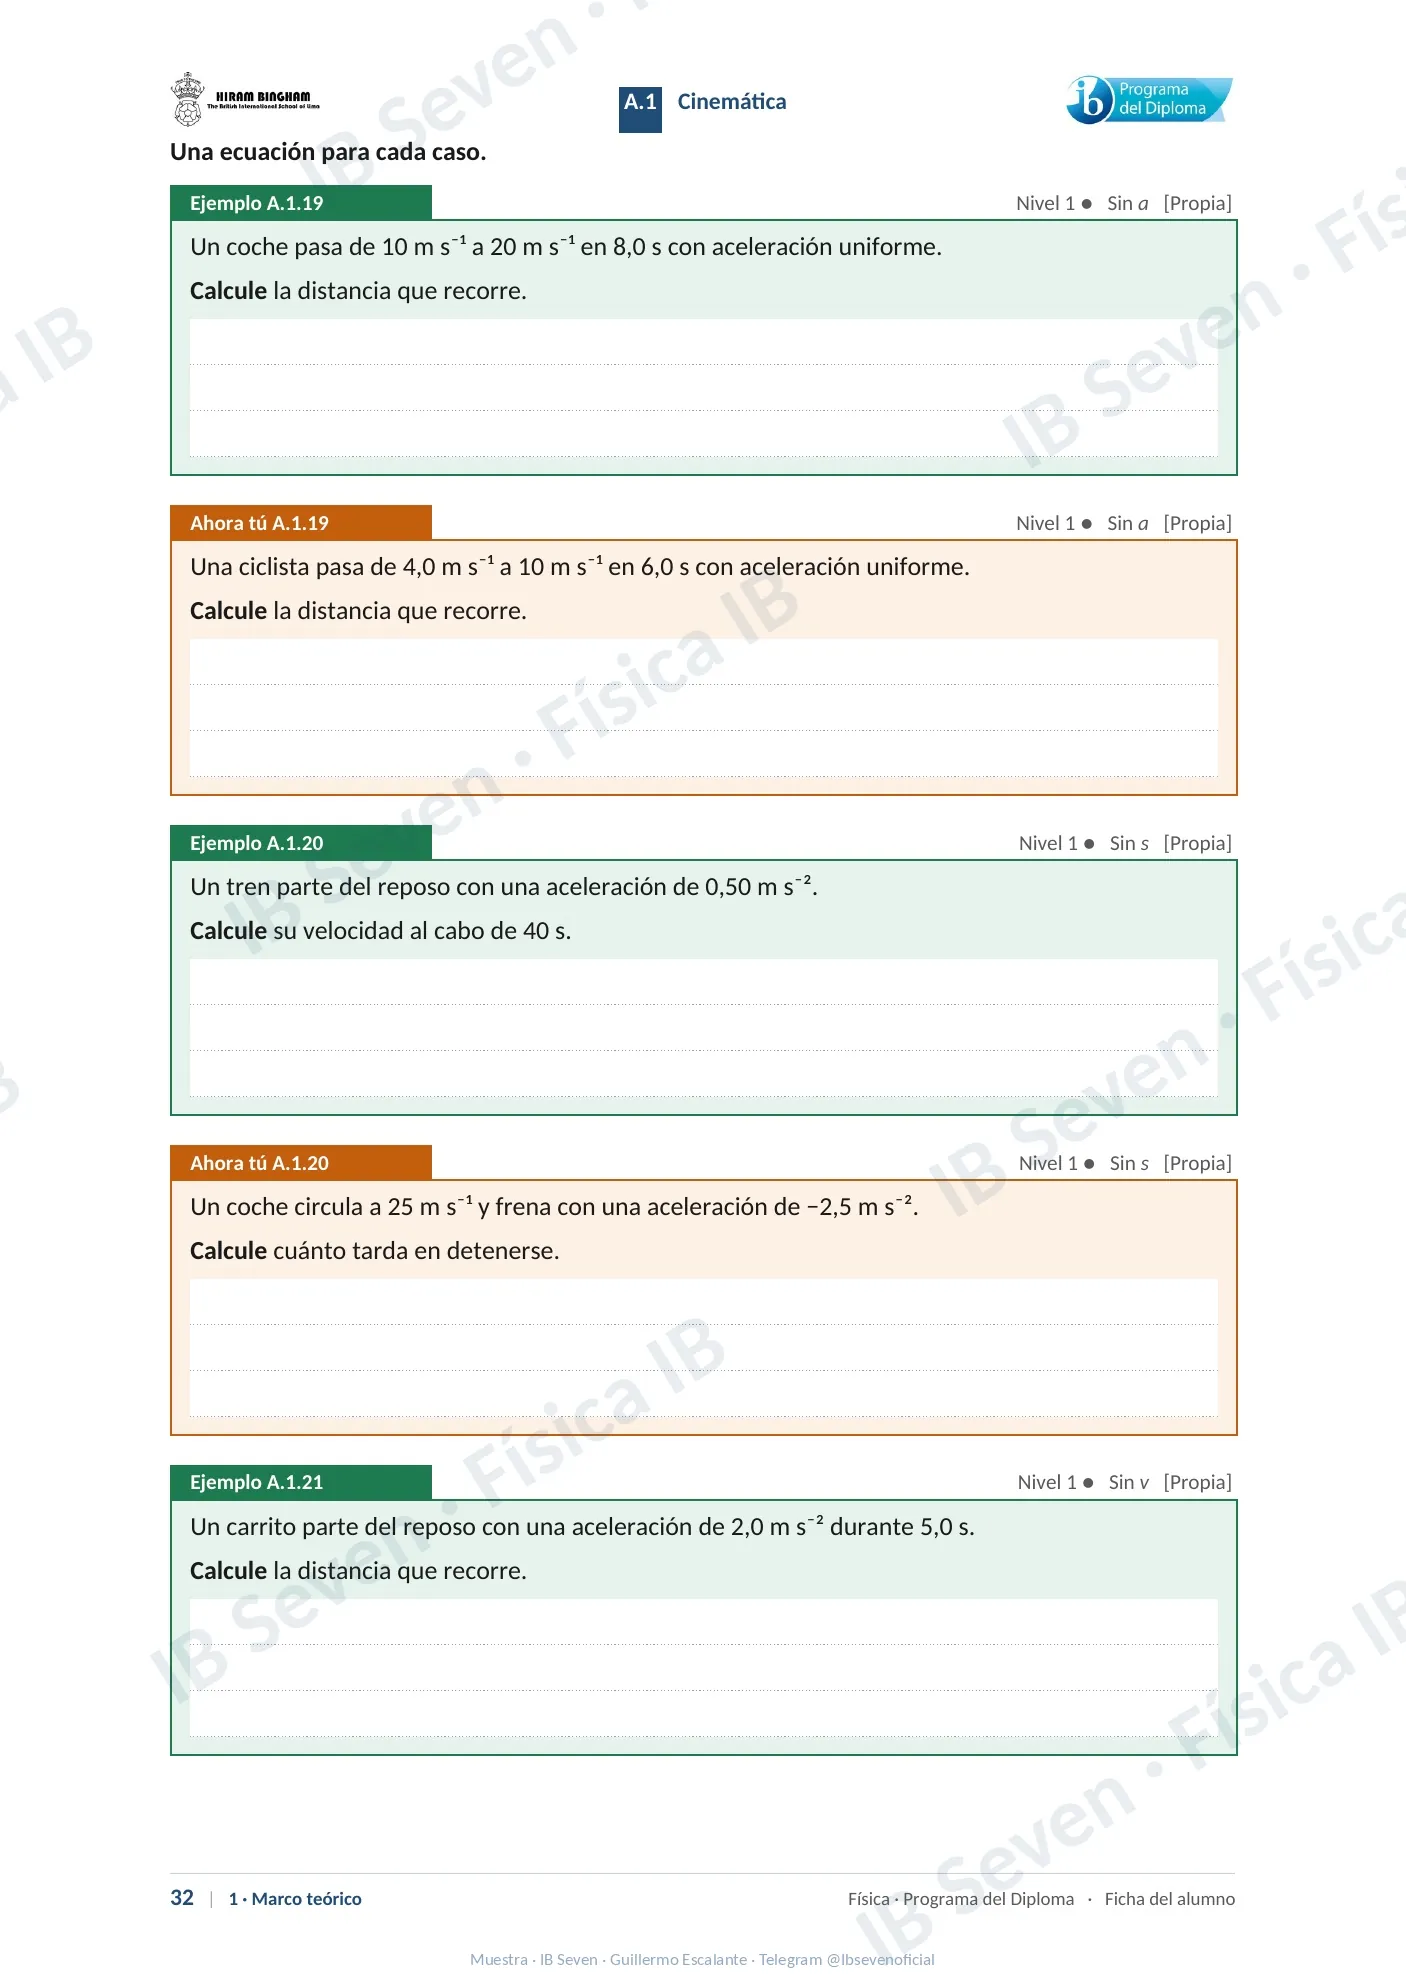 HIRAM BINGHAM
The British International School of Lima
A.1 Cinemática
ib Programa
del Diploma
Una ecuación para cada caso.
Ejemplo A.1.19 Nivel 1 ● Sin a [Propia]
Un coche pasa de 10 m s⁻¹ a 20 m s⁻¹ en 8,0 s con aceleración uniforme.
Calcule la distancia que recorre.
Ahora tú A.1.19 Nivel 1 ● Sin a [Propia]
Una ciclista pasa de 4,0 m s⁻¹ a 10 m s⁻¹ en 6,0 s con aceleración uniforme.
Calcule la distancia que recorre.
Ejemplo A.1.20 Nivel 1 ● Sin s [Propia]
Un tren parte del reposo con una aceleración de 0,50 m s⁻².
Calcule su velocidad al cabo de 40 s.
Ahora tú A.1.20 Nivel 1 ● Sin s [Propia]
Un coche circula a 25 m s⁻¹ y frena con una aceleración de −2,5 m s⁻².
Calcule cuánto tarda en detenerse.
Ejemplo A.1.21 Nivel 1 ● Sin v [Propia]
Un carrito parte del reposo con una aceleración de 2,0 m s⁻² durante 5,0 s.
Calcule la distancia que recorre.
32 | 1 · Marco teórico Física · Programa del Diploma · Ficha del alumno
Muestra · IB Seven · Guillermo Escalante · Telegram @Ibsevenoficial
IB Seven · Física IB
IB Seven · Física IB
IB Seven · Física IB